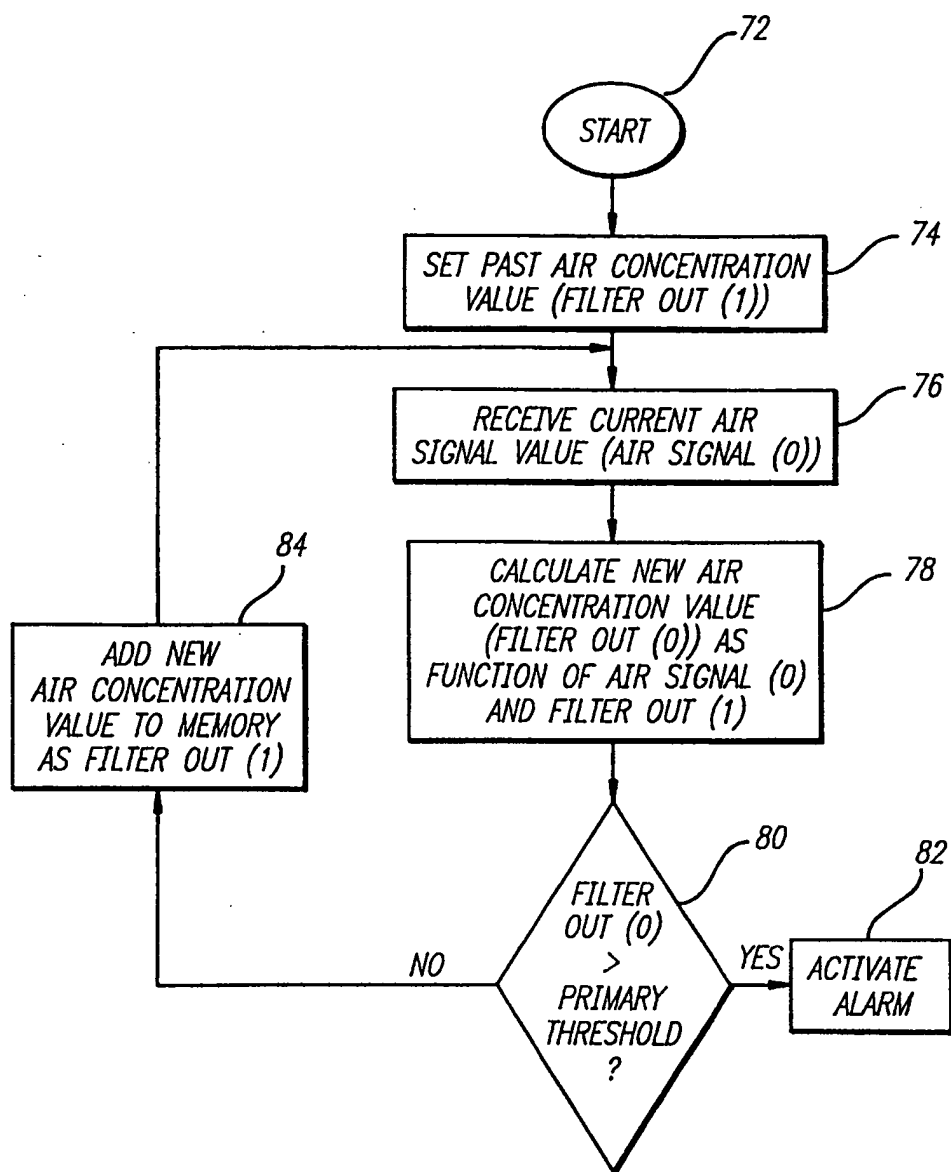 72
START
74
SET PAST AIR CONCENTRATION
VALUE (FILTER OUT (1))
76
RECEIVE CURRENT AIR
SIGNAL VALUE (AIR SIGNAL (0))
78
CALCULATE NEW AIR
CONCENTRATION VALUE
(FILTER OUT (0)) AS
FUNCTION OF AIR SIGNAL (0)
AND FILTER OUT (1)
84
ADD NEW
AIR CONCENTRATION
VALUE TO MEMORY
AS FILTER OUT (1)
80
FILTER
OUT (0)
>
PRIMARY
THRESHOLD
?
NO
YES
82
ACTIVATE
ALARM